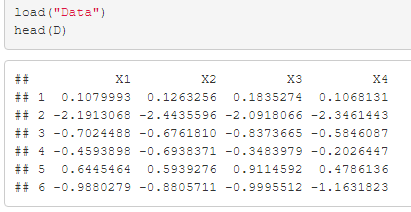 load("Data")
head(D)
##           X1         X2         X3         X4
## 1  0.1079993  0.1263256  0.1835274  0.1068131
## 2 -2.1913068 -2.4435596 -2.0918066 -2.3461443
## 3 -0.7024488 -0.6761810 -0.8373665 -0.5846087
## 4 -0.4593898 -0.6938371 -0.3483979 -0.2026447
## 5  0.6445464  0.5939276  0.9114592  0.4786136
## 6 -0.9880279 -0.8805711 -0.9995512 -1.1631823